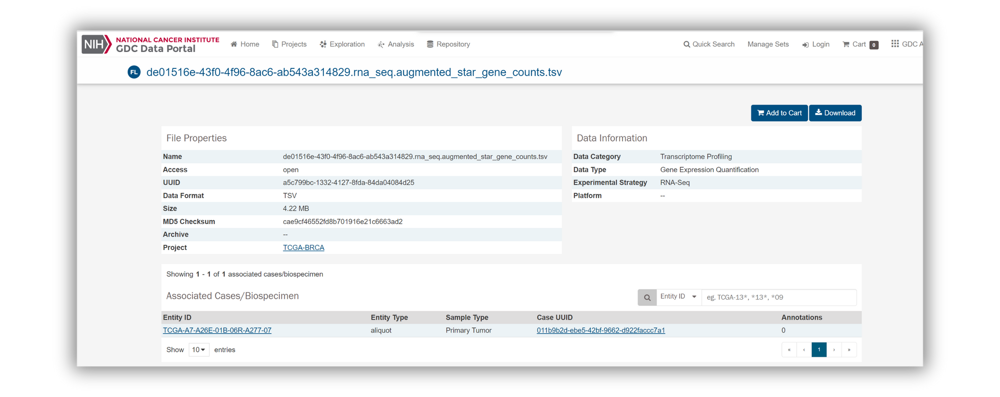 NIH NATIONAL CANCER INSTITUTE
GDC Data Portal
Home Projects Exploration Analysis Repository Quick Search Manage Sets Login Cart 0 GDC A
FL de01516e-43f0-4f96-8ac6-ab543a314829.rna_seq.augmented_star_gene_counts.tsv
Add to Cart Download
File Properties
Name de01516e-43f0-4f96-8ac6-ab543a314829.rna_seq.augmented_star_gene_counts.tsv
Access open
UUID a5c799bc-1332-4127-8fda-84da04084d25
Data Format TSV
Size 4.22 MB
MD5 Checksum cae9cf46552fd8b701916e21c6663ad2
Archive --
Project TCGA-BRCA
Data Information
Data Category Transcriptome Profiling
Data Type Gene Expression Quantification
Experimental Strategy RNA-Seq
Platform --
Showing 1 - 1 of 1 associated cases/biospecimen
Associated Cases/Biospecimen
Entity ID eg. TCGA-13*, *13*, *09
Entity ID Entity Type Sample Type Case UUID Annotations
TCGA-A7-A26E-01B-06R-A277-07 aliquot Primary Tumor 011b9b2d-ebe5-42bf-9662-d922faccc7a1 0
Show 10 entries « ‹ 1 › »